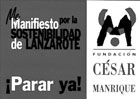 Manifiesto por la
SOSTENIBILIDAD
de LANZAROTE
¡Parar ya!
FUNDACIÓN
CÉSAR
MANRIQUE